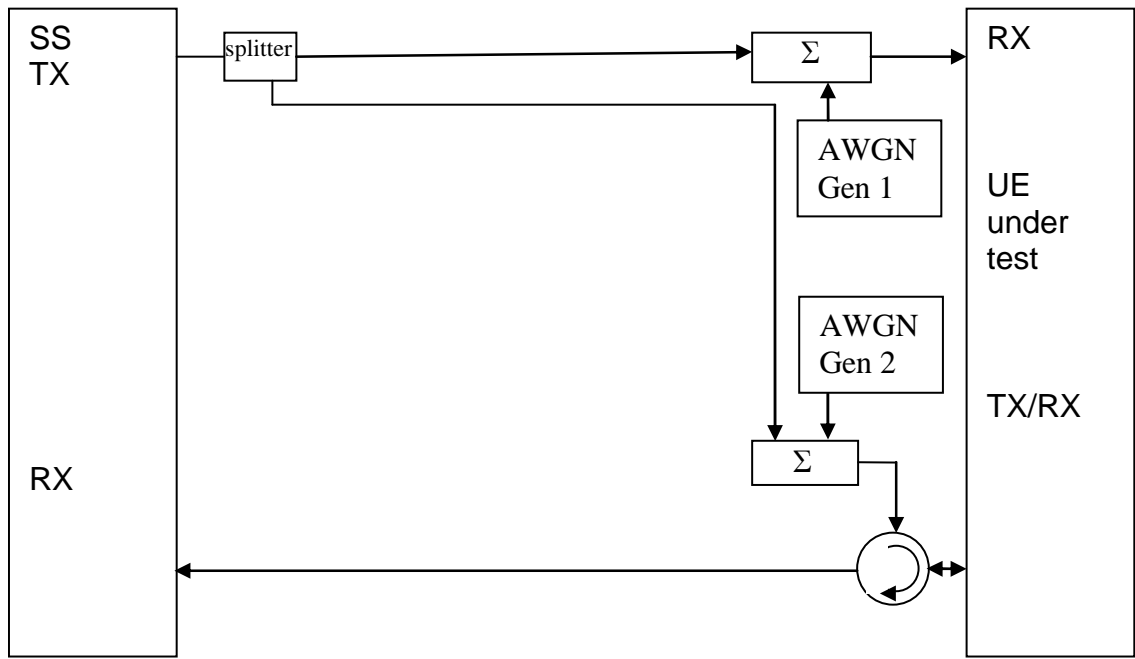 SS
TX
splitter
Σ
RX
AWGN
Gen 1
UE
under
test
AWGN
Gen 2
TX/RX
Σ
RX